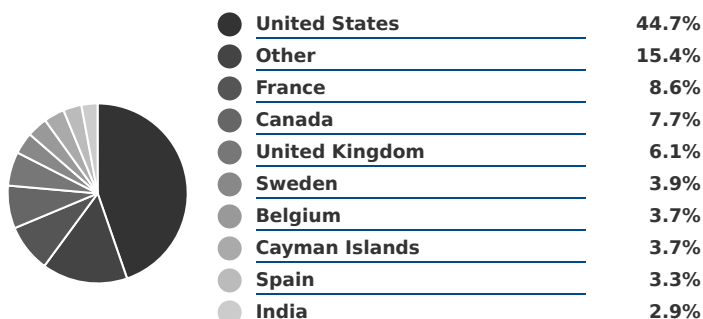 United States 44.7%
Other 15.4%
France 8.6%
Canada 7.7%
United Kingdom 6.1%
Sweden 3.9%
Belgium 3.7%
Cayman Islands 3.7%
Spain 3.3%
India 2.9%